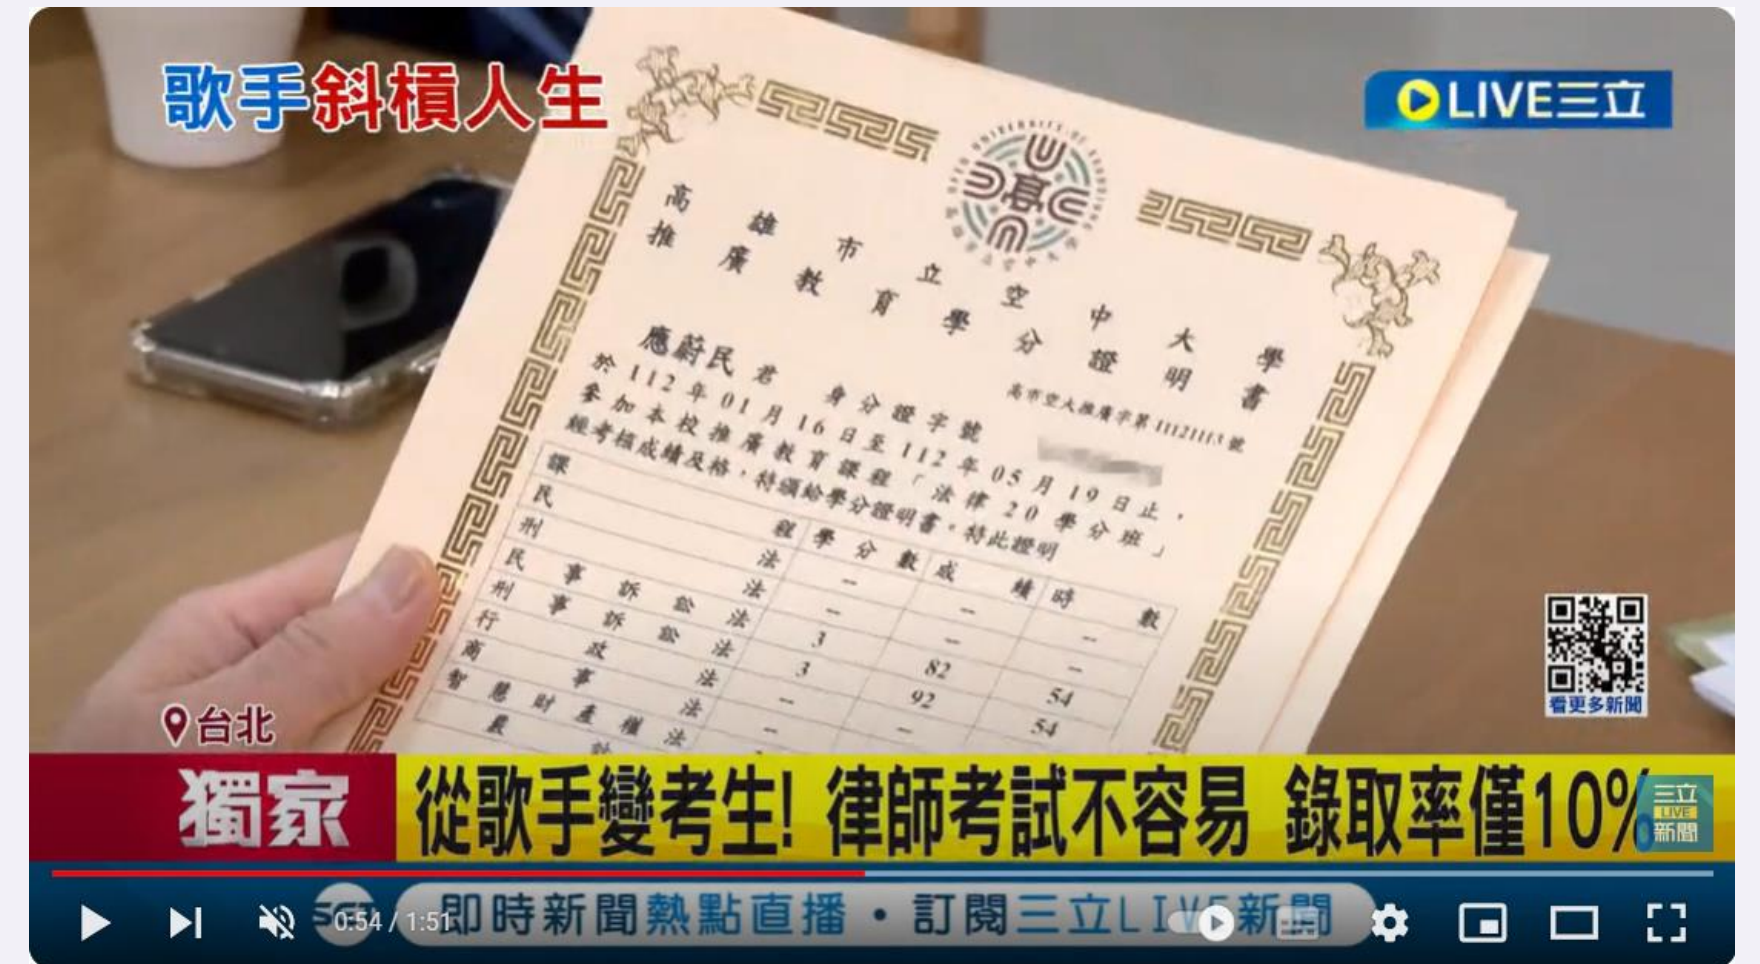 歌手斜槓人生
LIVE三立
OPEN UNIVERSITY OF KAOHSIUNG
高雄市立空中大學
推廣教育學分證明書
高市空大推廣字第11121113號
應蔚民 君 身分證字號
於112年01月16日至112年05月19日止，
參加本校推廣教育課程「法律20學分班」
經考核成績及格，特頒給學分證明書。特此證明
課程 學分數 成績 時數
民法 -- -- --
刑法 -- -- --
民事訴訟法 3 82 54
刑事訴訟法 3 92 54
行政法 -- --
商事法
智慧財產權法
看更多新聞
台北
獨家 從歌手變考生! 律師考試不容易 錄取率僅10%
三立
LIVE
新聞
即時新聞熱點直播・訂閱三立LIVE新聞
0:54 / 1:51